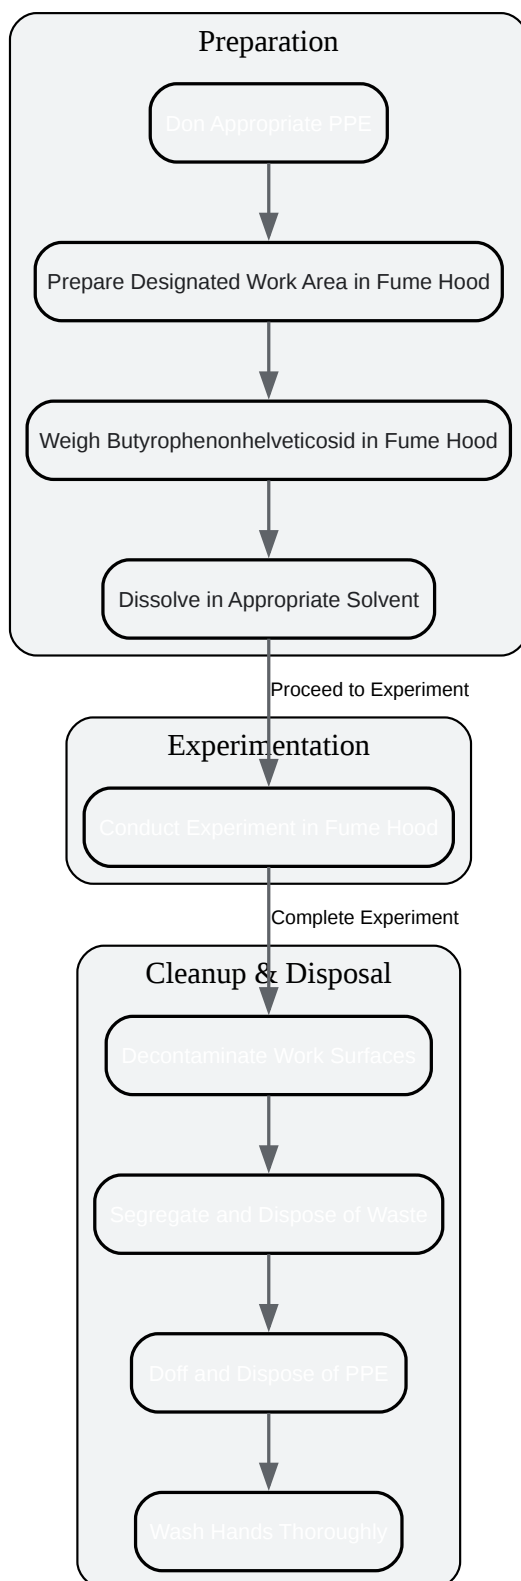 Preparation
Don Appropriate PPE
Prepare Designated Work Area in Fume Hood
Weigh Butyrophenonhelveticosid in Fume Hood
Dissolve in Appropriate Solvent
Proceed to Experiment
Experimentation
Conduct Experiment in Fume Hood
Complete Experiment
Cleanup & Disposal
Decontaminate Work Surfaces
Segregate and Dispose of Waste
Doff and Dispose of PPE
Wash Hands Thoroughly